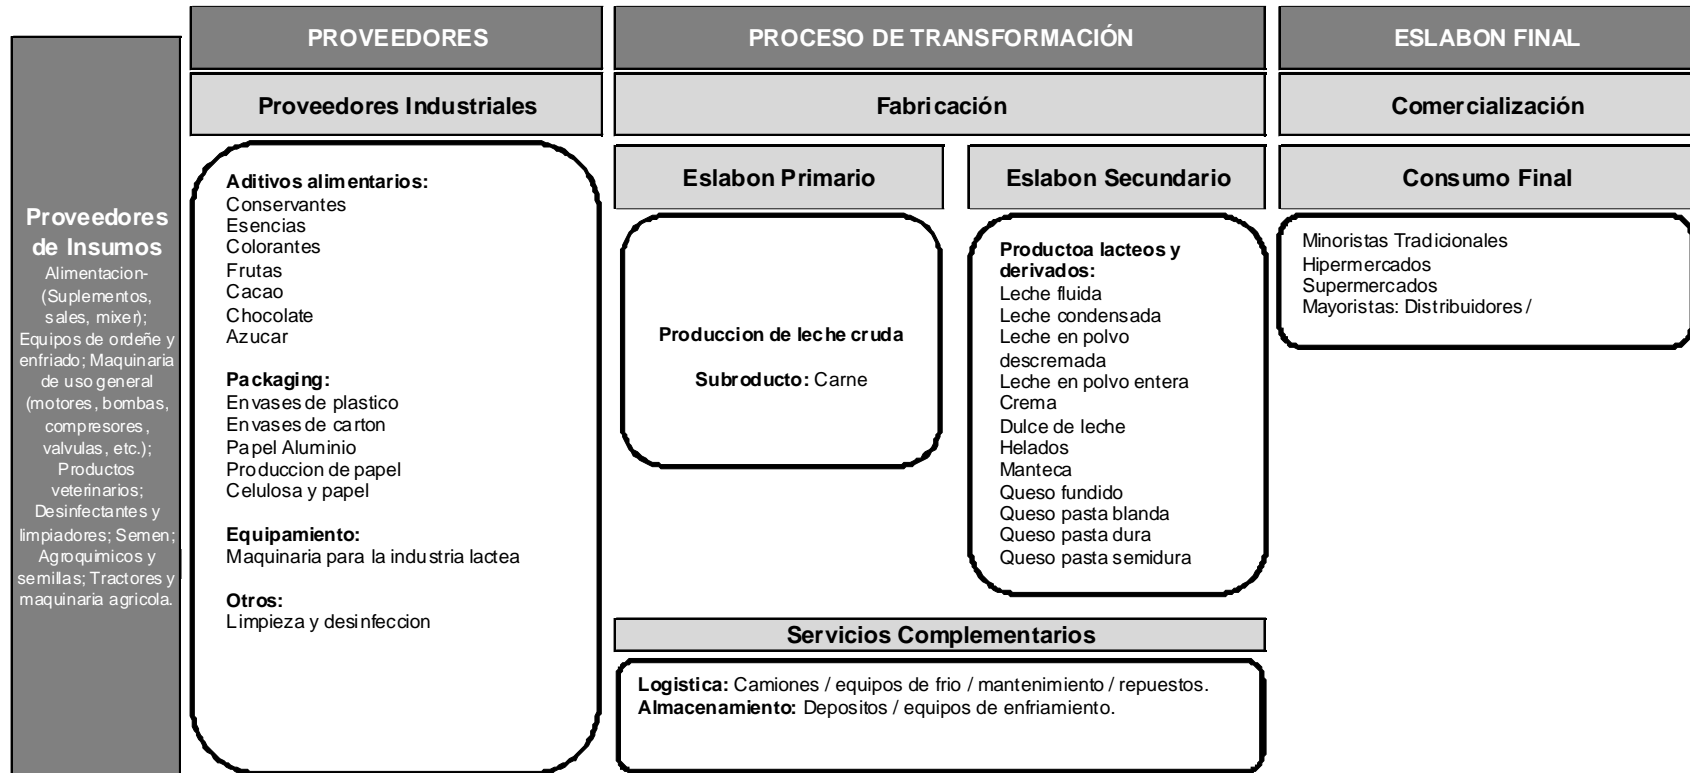 Proveedores
de Insumos
Alimentacion-
(Suplementos,
sales, mixer);
Equipos de ordeñe y
enfriado; Maquinaria
de uso general
(motores, bombas,
compresores,
valvulas, etc.);
Productos
veterinarios;
Desinfectantes y
limpiadores; Semen;
Agroquimicos y
semillas; Tractores y
maquinaria agricola.
PROVEEDORES
Proveedores Industriales
Aditivos alimentarios:
Conservantes
Esencias
Colorantes
Frutas
Cacao
Chocolate
Azucar
Packaging:
Envases de plastico
Envases de carton
Papel Aluminio
Produccion de papel
Celulosa y papel
Equipamiento:
Maquinaria para la industria lactea
Otros:
Limpieza y desinfeccion
PROCESO DE TRANSFORMACIÓN
Fabricación
Eslabon Primario
Produccion de leche cruda
Subroducto: Carne
Eslabon Secundario
Productoa lacteos y
derivados:
Leche fluida
Leche condensada
Leche en polvo
descremada
Leche en polvo entera
Crema
Dulce de leche
Helados
Manteca
Queso fundido
Queso pasta blanda
Queso pasta dura
Queso pasta semidura
Servicios Complementarios
Logistica: Camiones / equipos de frio / mantenimiento / repuestos.
Almacenamiento: Depositos / equipos de enfriamiento.
ESLABON FINAL
Comercialización
Consumo Final
Minoristas Tradicionales
Hipermercados
Supermercados
Mayoristas: Distribuidores /